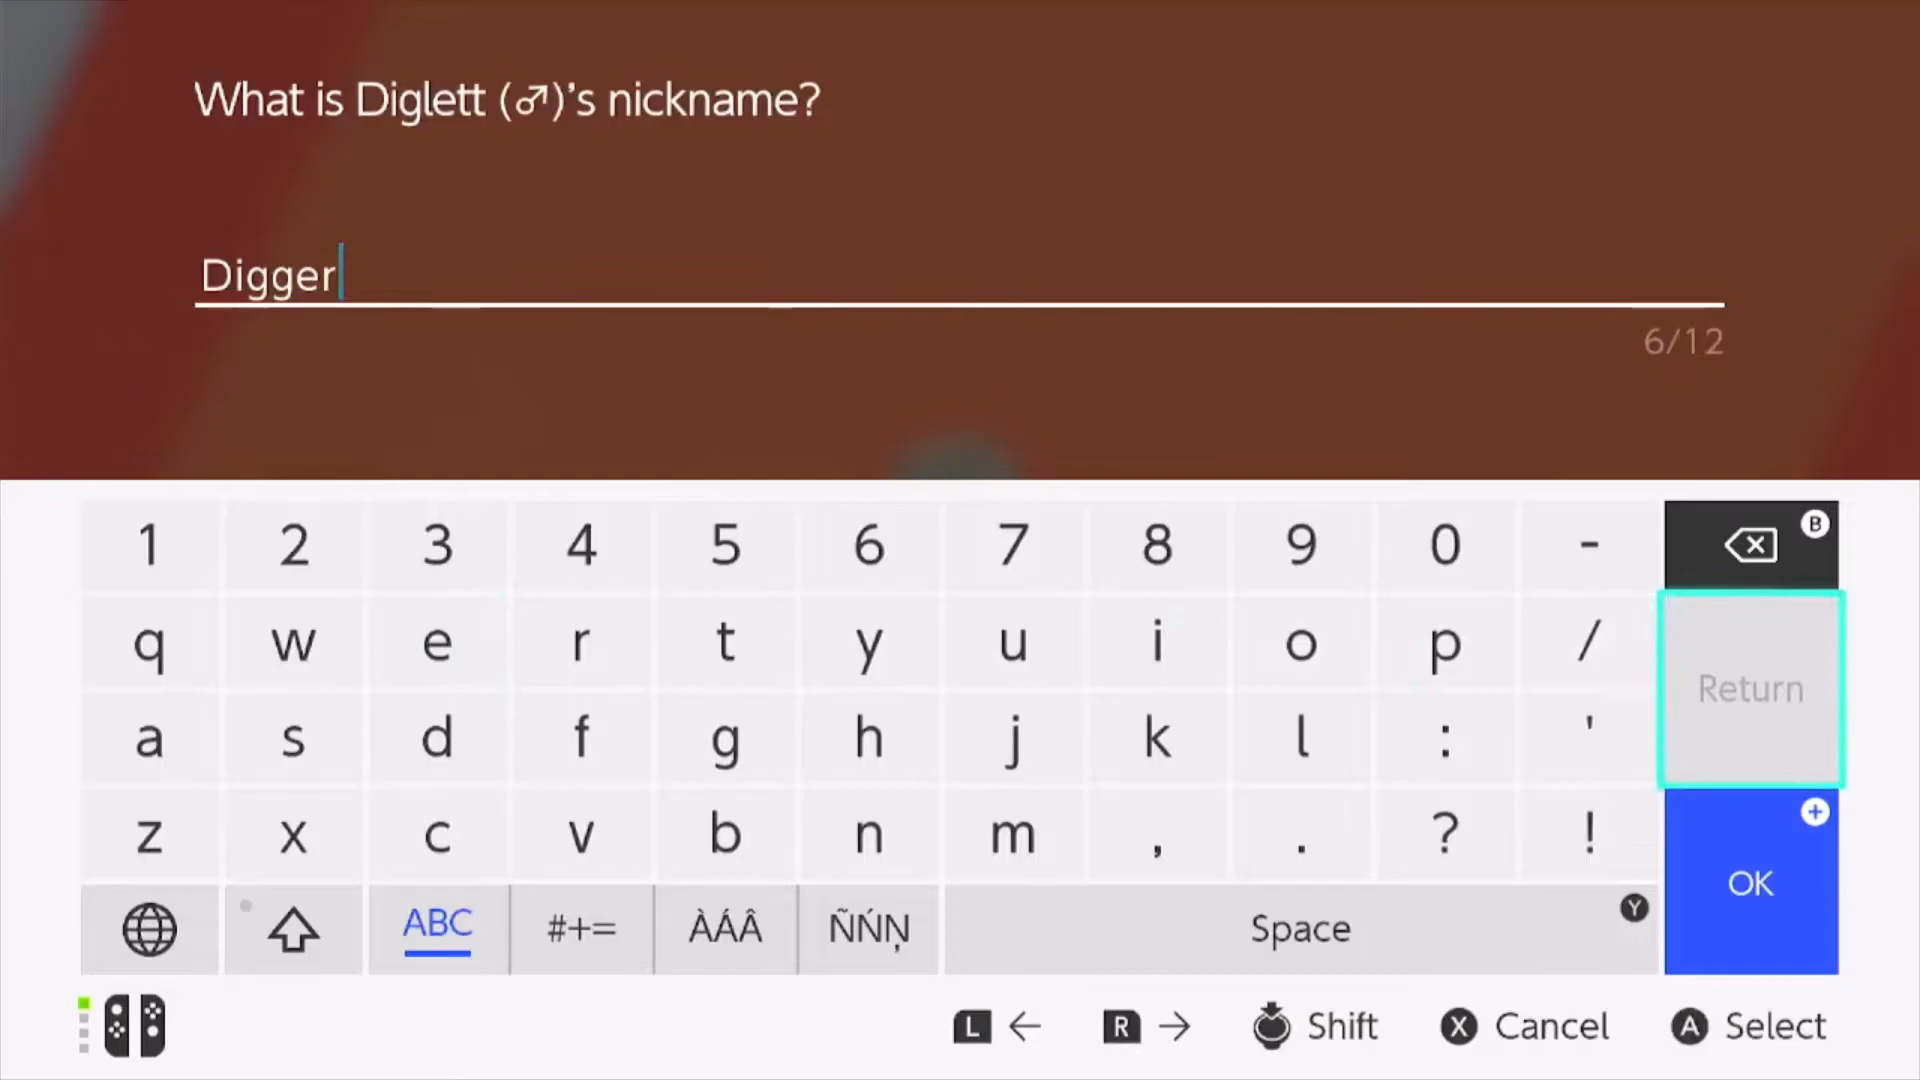 What is Diglett (♂)’s nickname?
Digger
6/12
1 2 3 4 5 6 7 8 9 0 - B
q w e r t y u i o p / Return
a s d f g h j k l : '
z x c v b n m , . ? ! + OK
ABC #+= ÀÁÂ ÑŃŅ Space Y
L ← R → Shift X Cancel A Select